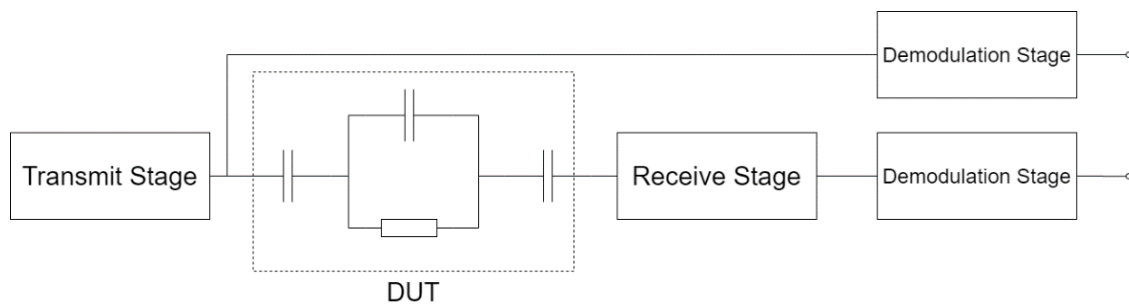 Demodulation Stage
Transmit Stage
Receive Stage
Demodulation Stage
DUT